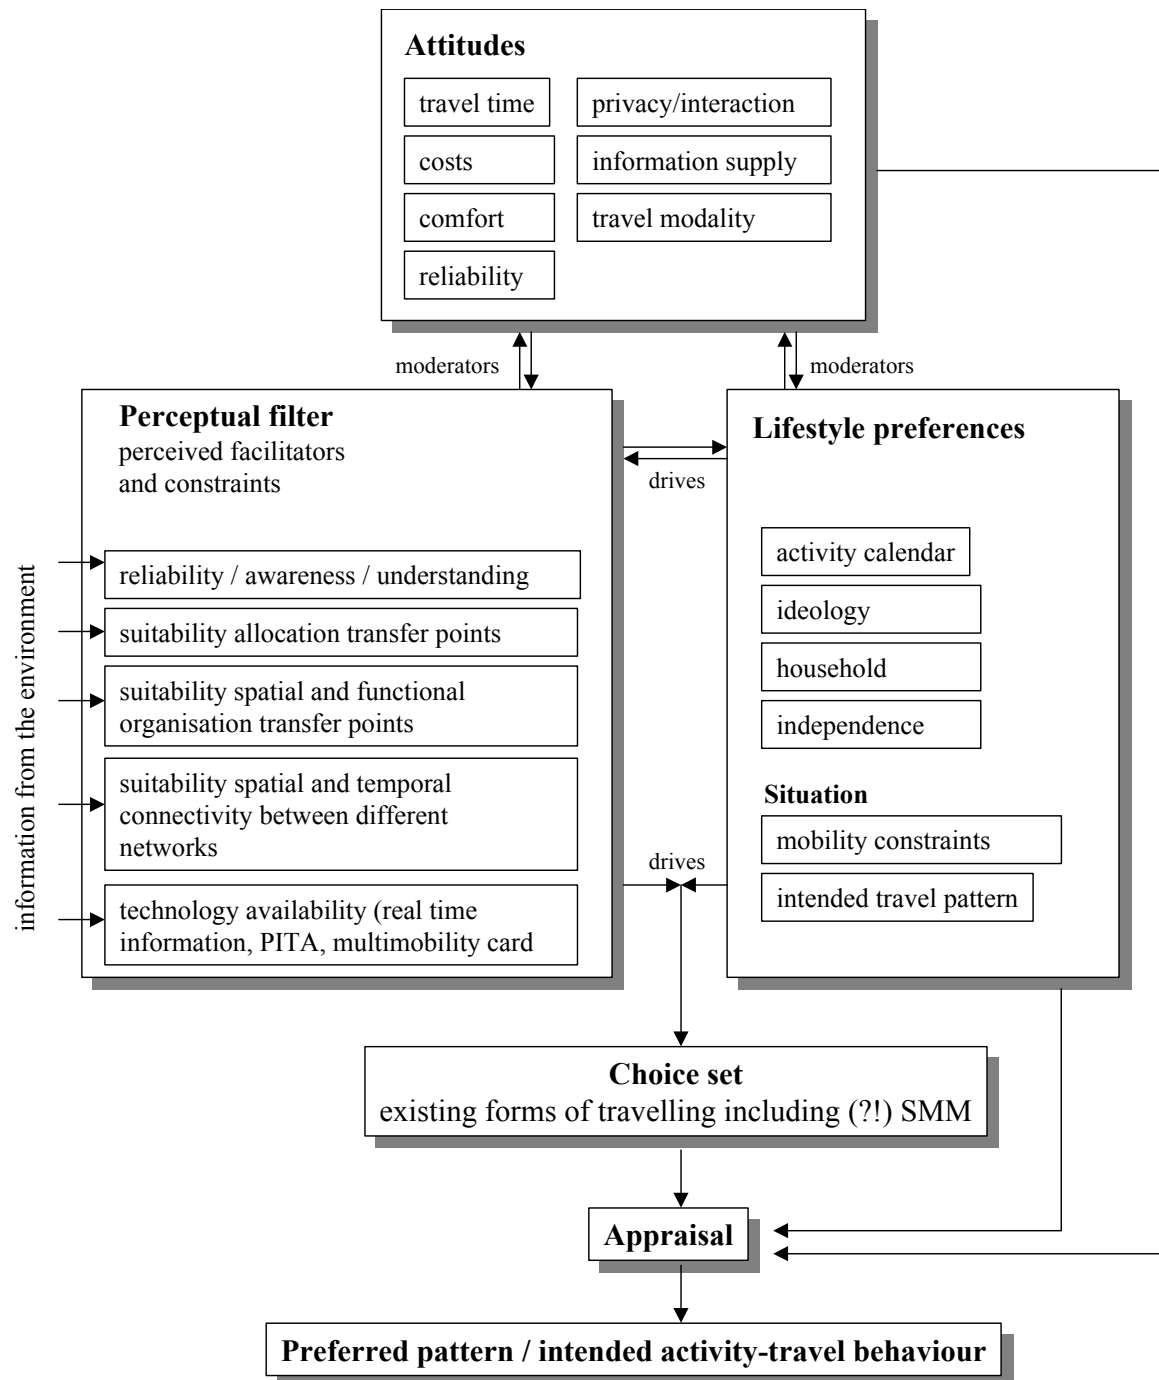 Attitudes
travel time
privacy/interaction
costs
information supply
comfort
travel modality
reliability
moderators
moderators
Perceptual filter
perceived facilitators
and constraints
Lifestyle preferences
drives
information from the environment
reliability / awareness / understanding
suitability allocation transfer points
suitability spatial and functional
organisation transfer points
suitability spatial and temporal
connectivity between different
networks
technology availability (real time
information, PITA, multimobility card
activity calendar
ideology
household
independence
Situation
mobility constraints
intended travel pattern
drives
Choice set
existing forms of travelling including (?!) SMM
Appraisal
Preferred pattern / intended activity-travel behaviour